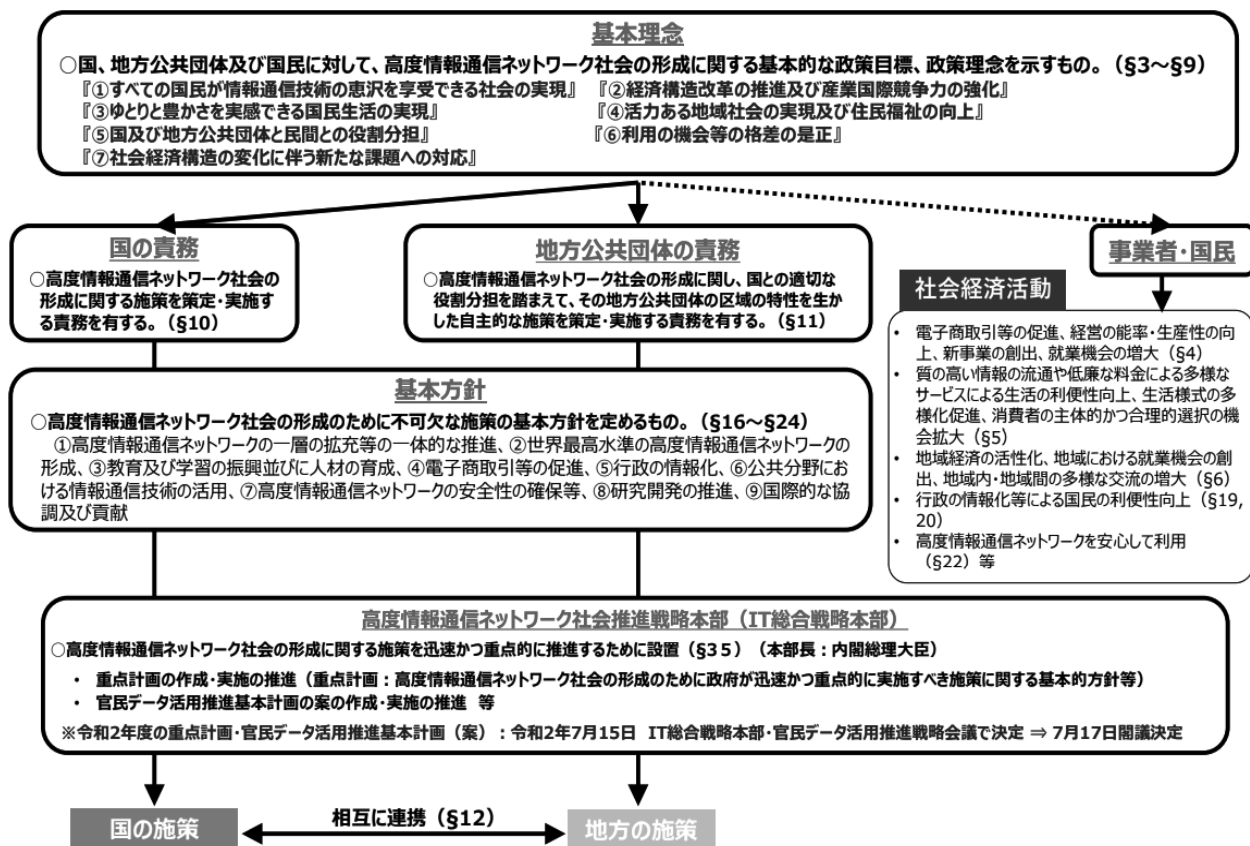 基本理念
○国、地方公共団体及び国民に対して、高度情報通信ネットワーク社会の形成に関する基本的な政策目標、政策理念を示すもの。（§3～§9）
『①すべての国民が情報通信技術の恵沢を享受できる社会の実現』 『②経済構造改革の推進及び産業国際競争力の強化』
『③ゆとりと豊かさを実感できる国民生活の実現』 『④活力ある地域社会の実現及び住民福祉の向上』
『⑤国及び地方公共団体と民間との役割分担』 『⑥利用の機会等の格差の是正』
『⑦社会経済構造の変化に伴う新たな課題への対応』
国の責務
○高度情報通信ネットワーク社会の
形成に関する施策を策定・実施す
る責務を有する。（§10）
地方公共団体の責務
○高度情報通信ネットワーク社会の形成に関し、国との適切な
役割分担を踏まえて、その地方公共団体の区域の特性を生か
した自主的な施策を策定・実施する責務を有する。（§11）
事業者・国民
社会経済活動
・ 電子商取引等の促進、経営の能率・生産性の向
上、新事業の創出、就業機会の増大（§4）
・ 質の高い情報の流通や低廉な料金による多様な
サービスによる生活の利便性向上、生活様式の多
様化促進、消費者の主体的かつ合理的選択の機
会拡大（§5）
・ 地域経済の活性化、地域における就業機会の創
出、地域内・地域間の多様な交流の増大（§6）
・ 行政の情報化等による国民の利便性向上（§19,
20）
・ 高度情報通信ネットワークを安心して利用
（§22）等
基本方針
○高度情報通信ネットワーク社会の形成のために不可欠な施策の基本方針を定めるもの。（§16～§24）
①高度情報通信ネットワークの一層の拡充等の一体的な推進、②世界最高水準の高度情報通信ネットワークの
形成、③教育及び学習の振興並びに人材の育成、④電子商取引等の促進、⑤行政の情報化、⑥公共分野にお
ける情報通信技術の活用、⑦高度情報通信ネットワークの安全性の確保等、⑧研究開発の推進、⑨国際的な協
調及び貢献
高度情報通信ネットワーク社会推進戦略本部（IT総合戦略本部）
○高度情報通信ネットワーク社会の形成に関する施策を迅速かつ重点的に推進するために設置（§３５）（本部長：内閣総理大臣）
・ 重点計画の作成・実施の推進（重点計画：高度情報通信ネットワーク社会の形成のために政府が迅速かつ重点的に実施すべき施策に関する基本的方針等）
・ 官民データ活用推進基本計画の案の作成・実施の推進 等
※令和2年度の重点計画・官民データ活用推進基本計画（案）：令和2年7月15日 IT総合戦略本部・官民データ活用推進戦略会議で決定 ⇒ 7月17日閣議決定
国の施策
相互に連携（§12）
地方の施策